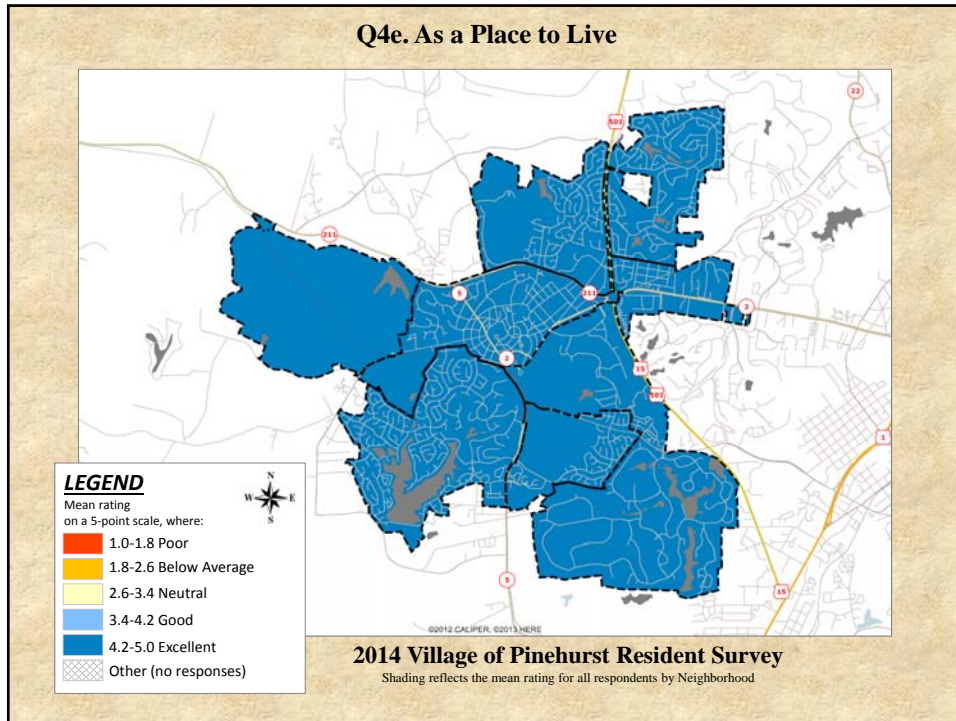 Q4e. As a Place to Live
22
501
211
5
211
3
2
15
501
1
5
15
LEGEND
N
W E
S
Mean rating
on a 5-point scale, where:
1.0-1.8 Poor
1.8-2.6 Below Average
2.6-3.4 Neutral
3.4-4.2 Good
4.2-5.0 Excellent
Other (no responses)
©2012 CALIPER, ©2013 HERE
2014 Village of Pinehurst Resident Survey
Shading reflects the mean rating for all respondents by Neighborhood